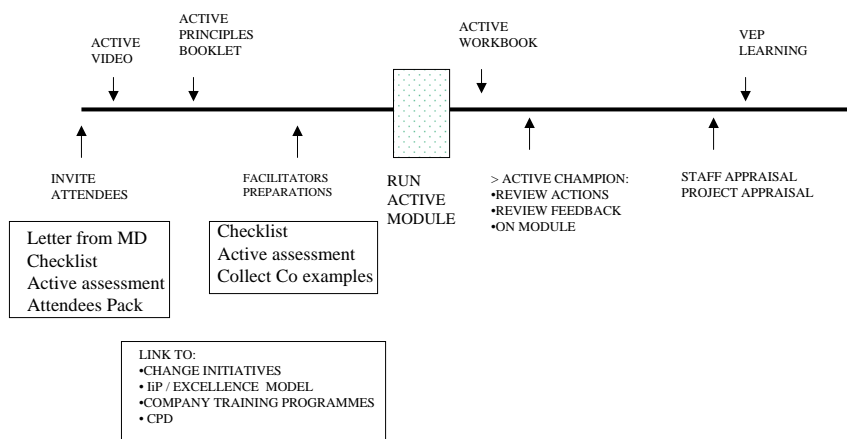 ACTIVE
VIDEO
ACTIVE
PRINCIPLES
BOOKLET
ACTIVE
WORKBOOK
VEP
LEARNING
INVITE
ATTENDEES
FACILITATORS
PREPARATIONS
RUN
ACTIVE
MODULE
> ACTIVE CHAMPION:
•REVIEW ACTIONS
•REVIEW FEEDBACK
•ON MODULE
STAFF APPRAISAL
PROJECT APPRAISAL
Letter from MD
Checklist
Active assessment
Attendees Pack
Checklist
Active assessment
Collect Co examples
LINK TO:
•CHANGE INITIATIVES
• IiP / EXCELLENCE MODEL
•COMPANY TRAINING PROGRAMMES
• CPD